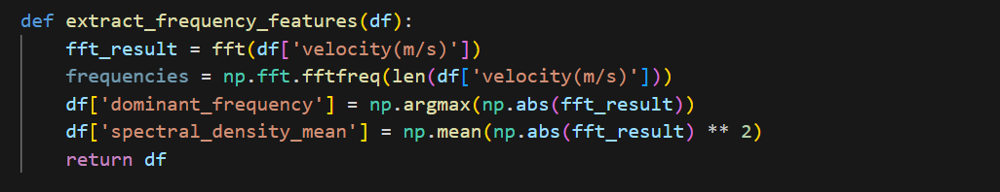 def extract_frequency_features(df):
    fft_result = fft(df['velocity(m/s)'])
    frequencies = np.fft.fftfreq(len(df['velocity(m/s)']))
    df['dominant_frequency'] = np.argmax(np.abs(fft_result))
    df['spectral_density_mean'] = np.mean(np.abs(fft_result) ** 2)
    return df